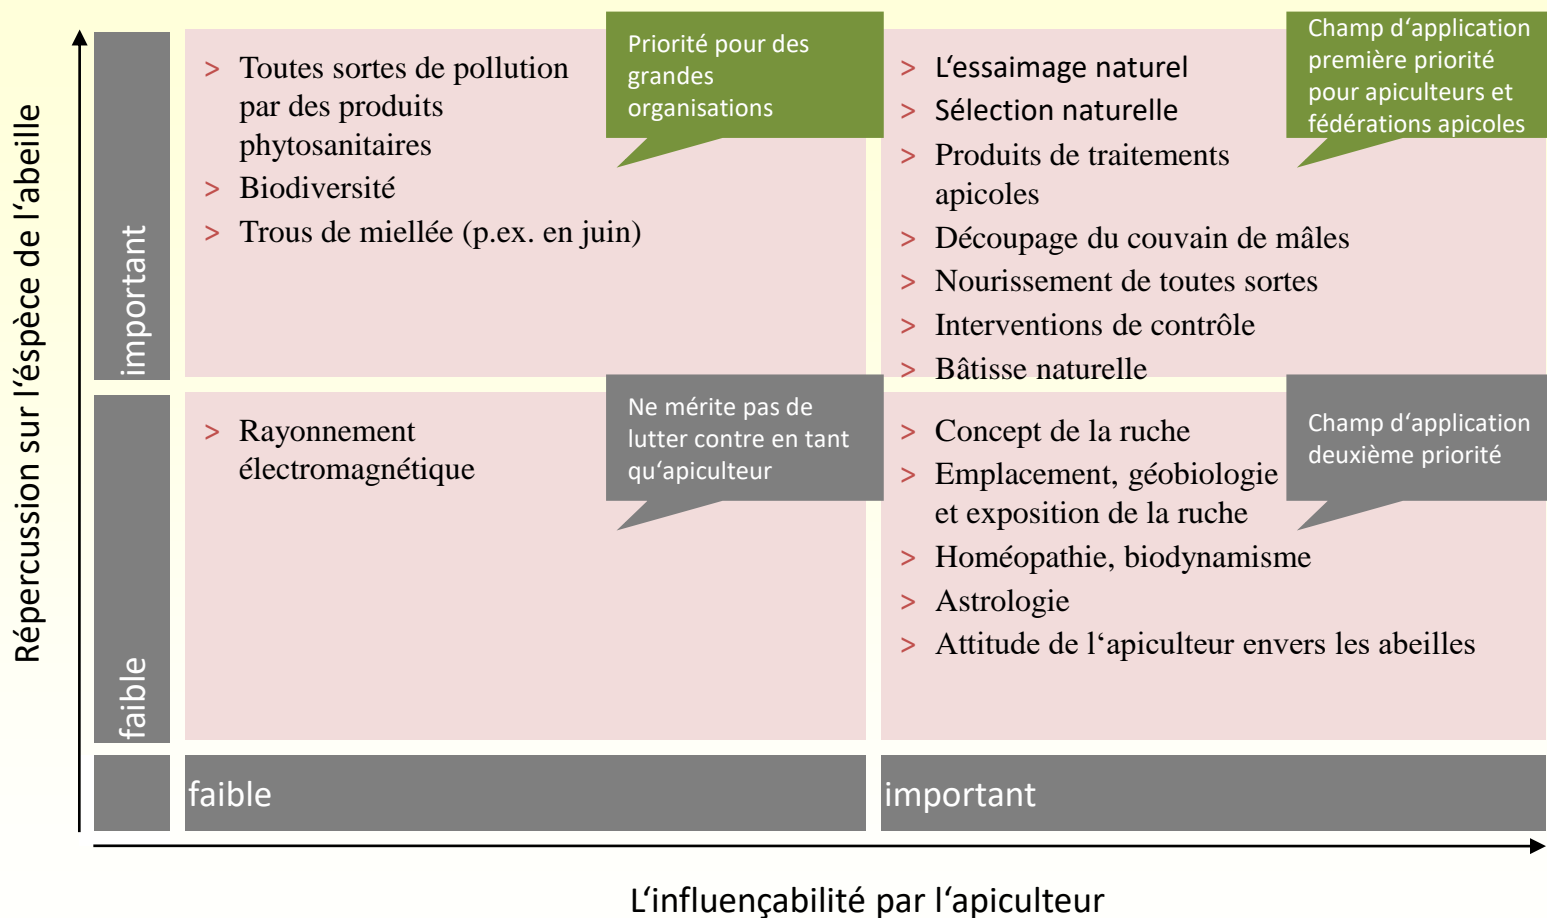 Répercussion sur l‘éspèce de l‘abeille
important
> Toutes sortes de pollution
par des produits
phytosanitaires
> Biodiversité
> Trous de miellée (p.ex. en juin)
Priorité pour des
grandes
organisations
> L‘essaimage naturel
> Sélection naturelle
> Produits de traitements
apicoles
> Découpage du couvain de mâles
> Nourissement de toutes sortes
> Interventions de contrôle
> Bâtisse naturelle
Champ d‘application
première priorité
pour apiculteurs et
fédérations apicoles
faible
> Rayonnement
électromagnétique
Ne mérite pas de
lutter contre en tant
qu‘apiculteur
> Concept de la ruche
> Emplacement, géobiologie
et exposition de la ruche
> Homéopathie, biodynamisme
> Astrologie
> Attitude de l‘apiculteur envers les abeilles
Champ d‘application
deuxième priorité
faible
important
L‘influençabilité par l‘apiculteur